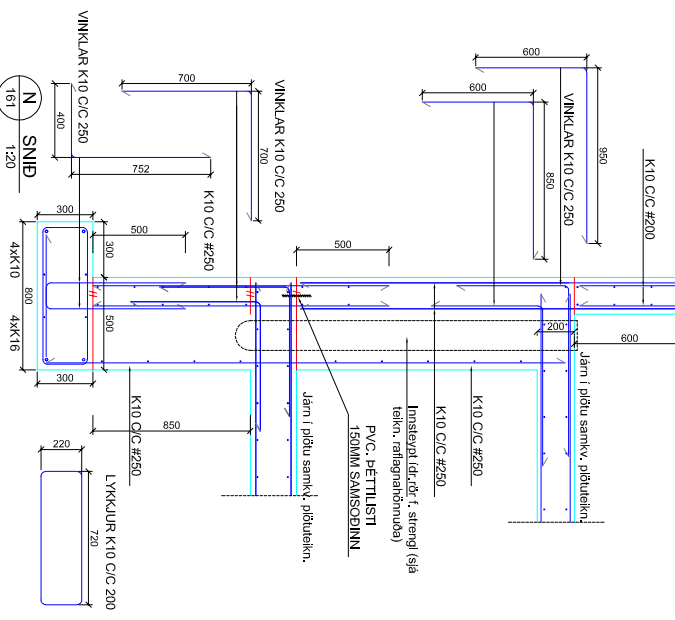 600
950
VINKLAR K10 C/C 250
600
850
K10 C/C #200
VINKLAR K10 C/C 250
700
700
VINKLAR K10 C/C 250
400
752
K10 C/C #250
N
161
SNIÐ
1:20
300
300
500
500
800
500
300
4xK10
4xK16
K10 C/C #250
850
200
600
Járn í plötu samkv. plötuteikn.
K10 C/C #250
K10 C/C #250
Innsteypt ídr.rör f. strengi (sjá
teikn. raflagnahönnuða)
PVC. ÞÉTTILISTI
150MM SAMSOÐINN
Járn í plötu samkv. plötuteikn.
220
720
LYKKJUR K10 C/C 200